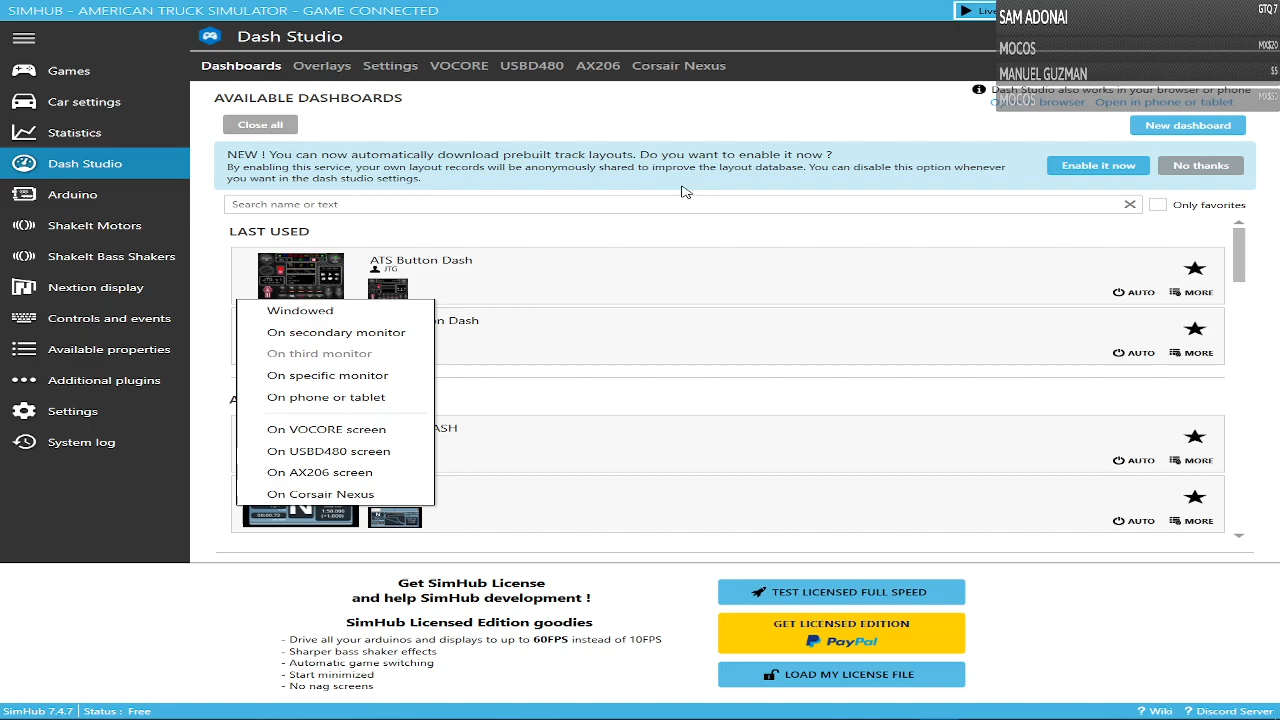 SIMHUB - AMERICAN TRUCK SIMULATOR - GAME CONNECTED
Live
SAM ADONAI
GTQ 7
MOCOS
MX$20
MANUEL GUZMAN
$5
MOCOS
Games
Car settings
Statistics
Dash Studio
Arduino
ShakeIt Motors
ShakeIt Bass Shakers
Nextion display
Controls and events
Available properties
Additional plugins
Settings
System log
Dash Studio
Dashboards
Overlays
Settings
VOCORE
USBD480
AX206
Corsair Nexus
AVAILABLE DASHBOARDS
Dash Studio also works in your browser or phone
browser
Open in phone or tablet
Close all
New dashboard
NEW ! You can now automatically download prebuilt track layouts. Do you want to enable it now ?
By enabling this service, your own layout records will be anonymously shared to improve the layout database. You can disable this option whenever
you want in the dash studio settings.
Enable it now
No thanks
Search name or text
Only favorites
LAST USED
ATS Button Dash
JTG
AUTO
MORE
on Dash
AUTO
MORE
Windowed
On secondary monitor
On third monitor
On specific monitor
On phone or tablet
On VOCORE screen
On USBD480 screen
On AX206 screen
On Corsair Nexus
ASH
AUTO
MORE
N
AUTO
MORE
Get SimHub License
and help SimHub development !
SimHub Licensed Edition goodies
- Drive all your arduinos and displays to up to 60FPS instead of 10FPS
- Sharper bass shaker effects
- Automatic game switching
- Start minimized
- No nag screens
TEST LICENSED FULL SPEED
GET LICENSED EDITION
PayPal
LOAD MY LICENSE FILE
SimHub 7.4.7
Status : Free
? Wiki
? Discord Server